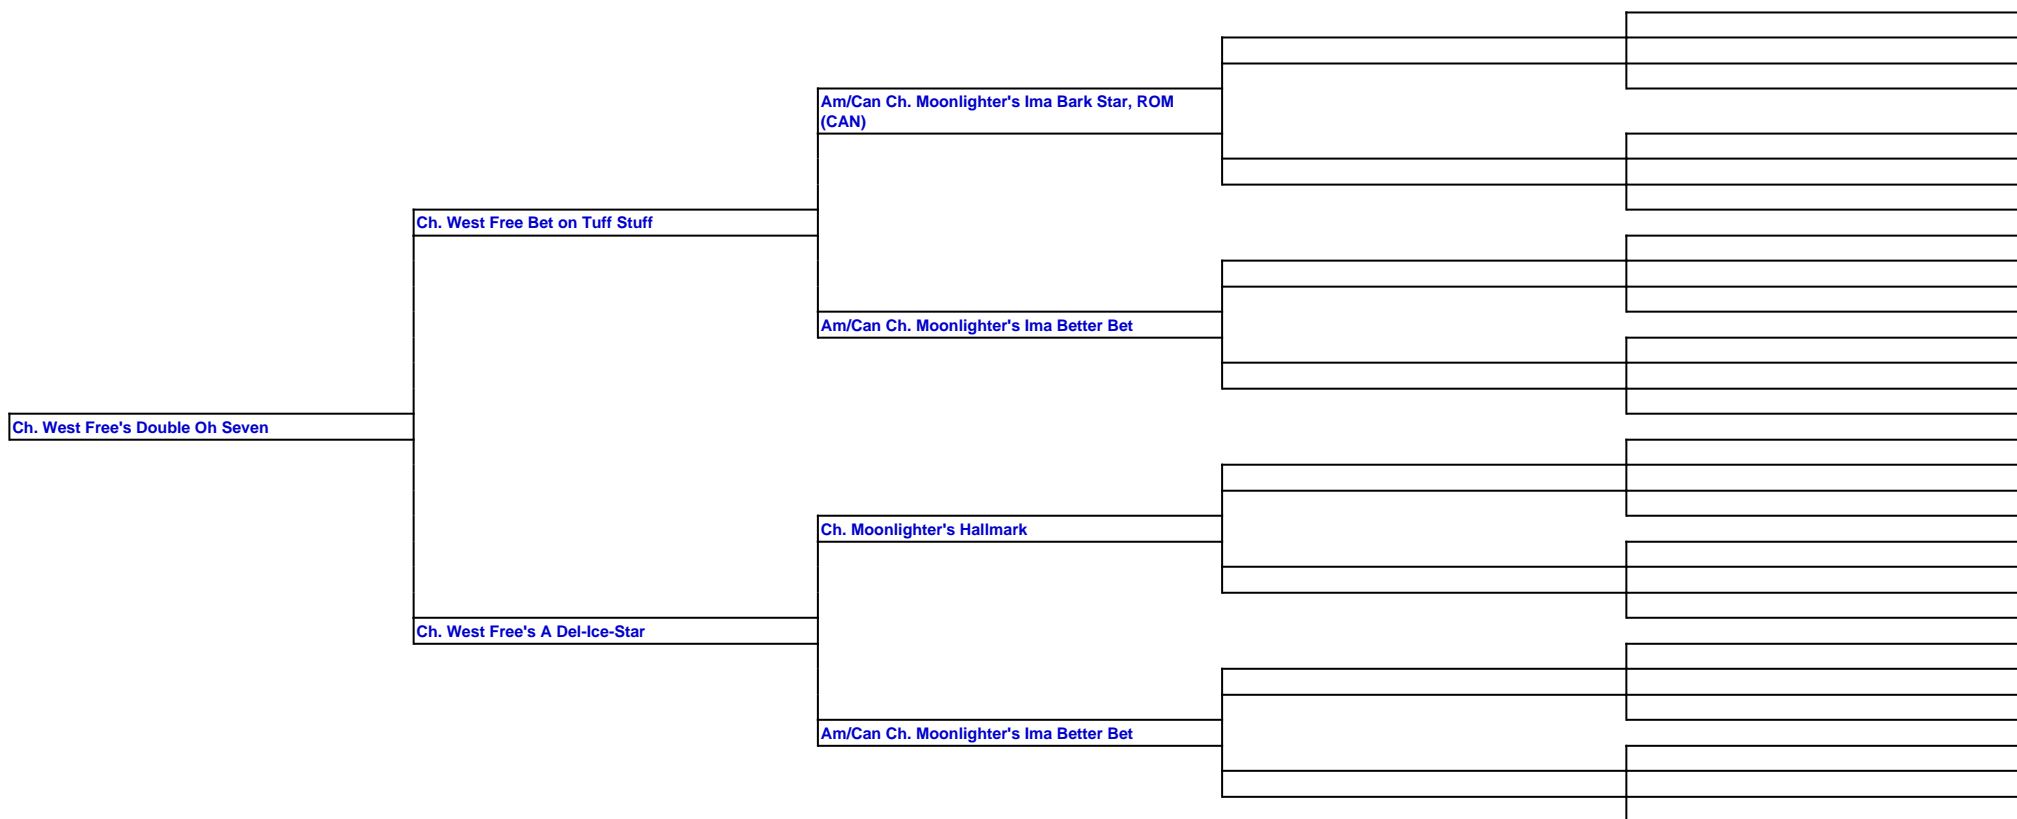 Am/Can Ch. Moonlighter's Ima Bark Star, ROM
(CAN)
Ch. West Free Bet on Tuff Stuff
Am/Can Ch. Moonlighter's Ima Better Bet
Ch. West Free's Double Oh Seven
Ch. Moonlighter's Hallmark
Ch. West Free's A Del-Ice-Star
Am/Can Ch. Moonlighter's Ima Better Bet